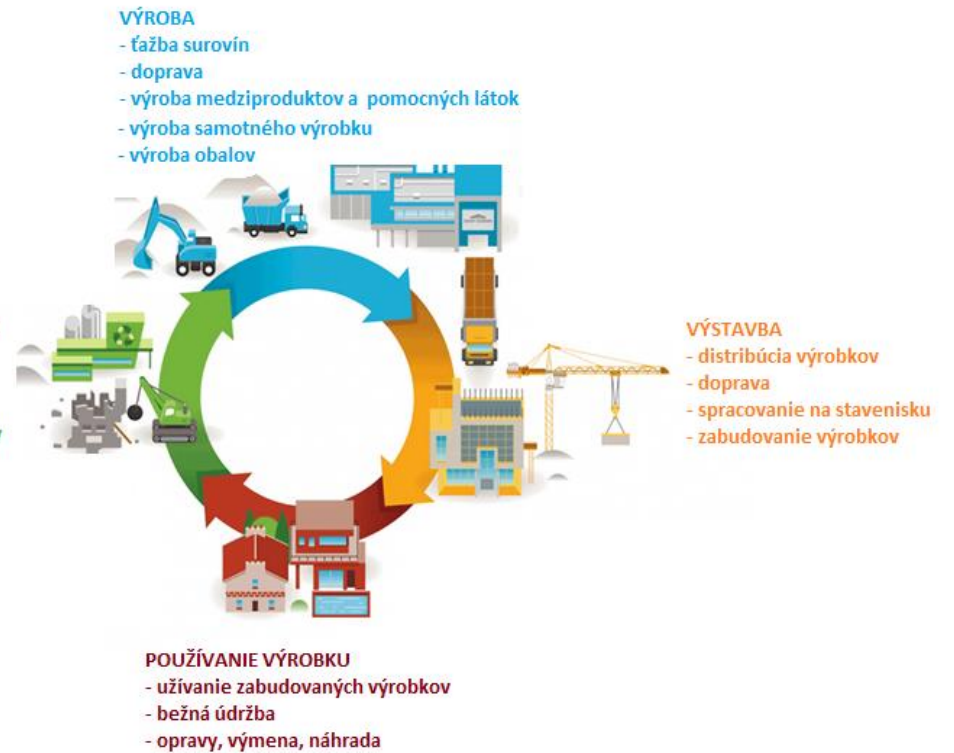 VÝROBA
- ťažba surovín
- doprava
- výroba medziproduktov a pomocných látok
- výroba samotného výrobku
- výroba obalov
VÝSTAVBA
- distribúcia výrobkov
- doprava
- spracovanie na stavenisku
- zabudovanie výrobkov
POUŽÍVANIE VÝROBKU
- užívanie zabudovaných výrobkov
- bežná údržba
- opravy, výmena, náhrada